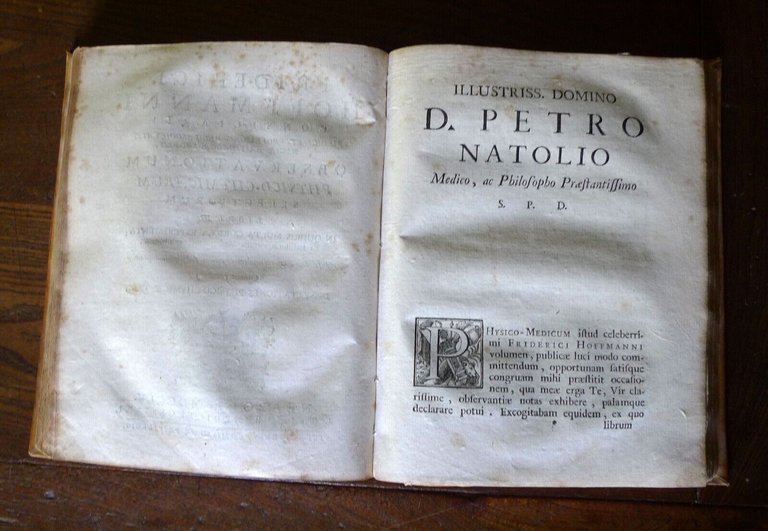 ILLUSTRISS. DOMINO
D. PETRO
NATOLIO
Medico, ac Philosopho Præstantissimo
S. P. D.
PHYSICO-MEDICUM istud celeberri-
mi FRIDERICI HOFFMANNI
volumen, publicæ luci modo com-
mittendum, opportunam satisque
congruam mihi præstitit occasio-
nem, qua meæ erga Te, Vir cla-
rissime, observantiæ notas exhibere, palamque
declarare potui. Excogitabam equidem, ex quo
librum